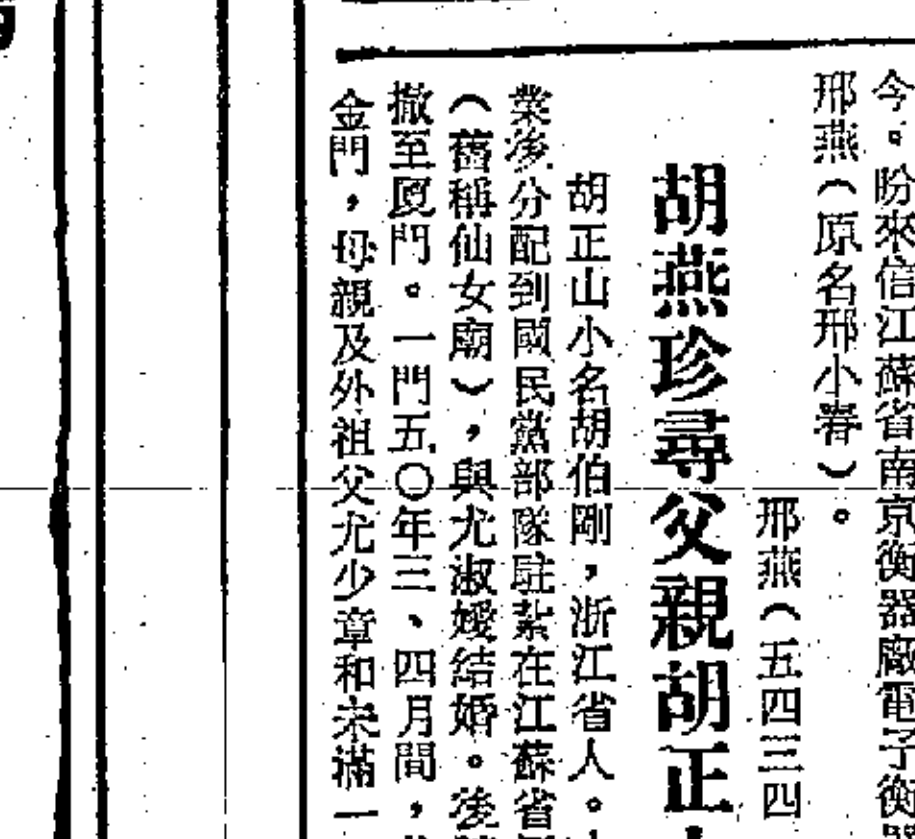 今。盼來信江蘇省南京衡器廠電子衡
邢燕（原名邢小春）。
邢燕（五四三四
胡燕珍尋父親胡正
胡正山小名胡伯剛，浙江省人。
業後分配到國民黨部隊駐紮在江蘇省
（舊稱仙女廟），與尤淑嫒結婚。後
撤至廈門。一門五〇年三、四月間，
金門，母親及外祖父尤少章和未滿一